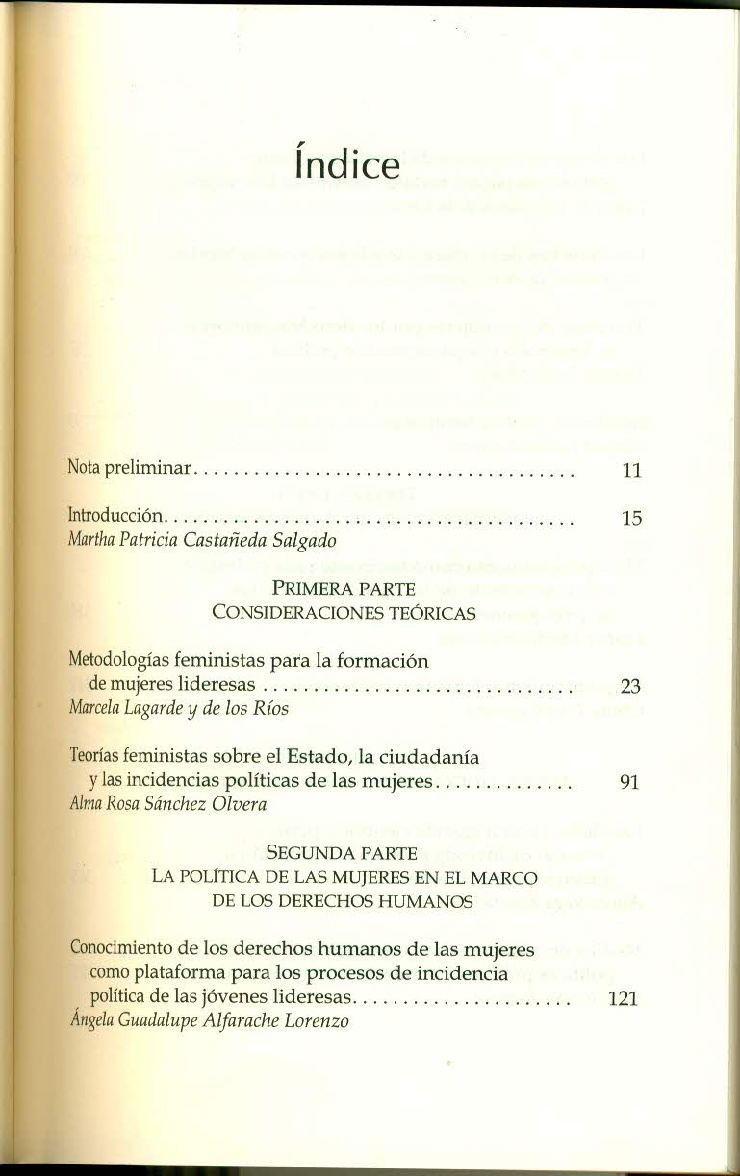 Índice
Nota preliminar. . . . . . . . . . . . . . . . . . . . . . . . . . . . . . . . . . . . . . 11
Introducción. . . . . . . . . . . . . . . . . . . . . . . . . . . . . . . . . . . . . . . . . 15
Martha Patricia Castañeda Salgado
PRIMERA PARTE
CONSIDERACIONES TEÓRICAS
Metodologías feministas para la formación
de mujeres lideresas . . . . . . . . . . . . . . . . . . . . . . . . . . . . . . . 23
Marcela Lagarde y de los Ríos
Teorías feministas sobre el Estado, la ciudadanía
y las incidencias políticas de las mujeres. . . . . . . . . . . . . . 91
Alma Rosa Sánchez Olvera
SEGUNDA PARTE
LA POLÍTICA DE LAS MUJERES EN EL MARCO
DE LOS DERECHOS HUMANOS
Conocimiento de los derechos humanos de las mujeres
como plataforma para los procesos de incidencia
política de las jóvenes lideresas. . . . . . . . . . . . . . . . . . . . . . 121
Ángela Guadalupe Alfarache Lorenzo